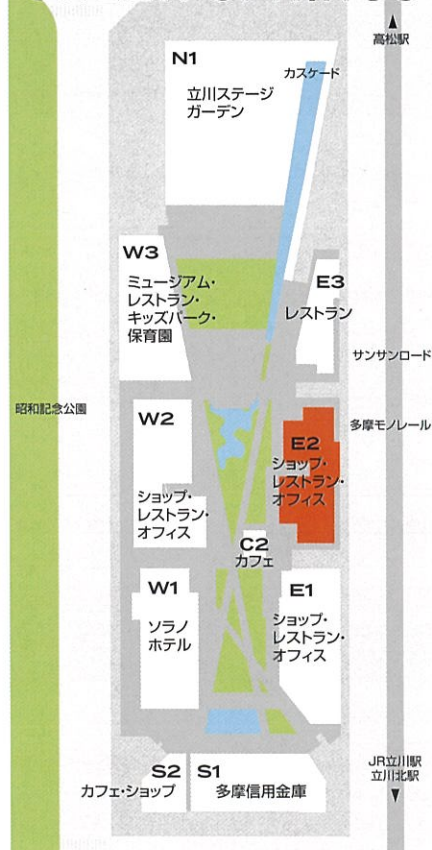 高松駅
N1
カスケード
立川ステージ
ガーデン
W3
ミュージアム・
レストラン・
キッズパーク・
保育園
E3
レストラン
サンサンロード
昭和記念公園
多摩モノレール
W2
ショップ・
レストラン・
オフィス
E2
ショップ・
レストラン・
オフィス
C2
カフェ
W1
ソラノ
ホテル
E1
ショップ・
レストラン・
オフィス
JR立川駅
立川北駅
S2
カフェ・ショップ
S1
多摩信用金庫